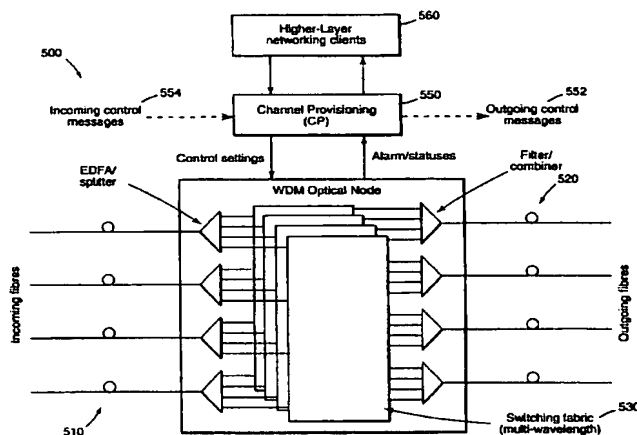 560
Higher-Layer
networking clients
500
554
550
552
Incoming control
messages
Channel Provisioning
(CP)
Outgoing control
messages
Control settings
Alarm/statuses
EDFA/
splitter
Filter/
combiner
WDM Optical Node
520
Incoming fibres
Outgoing fibres
510
530
Switching fabric
(multi-wavelength)